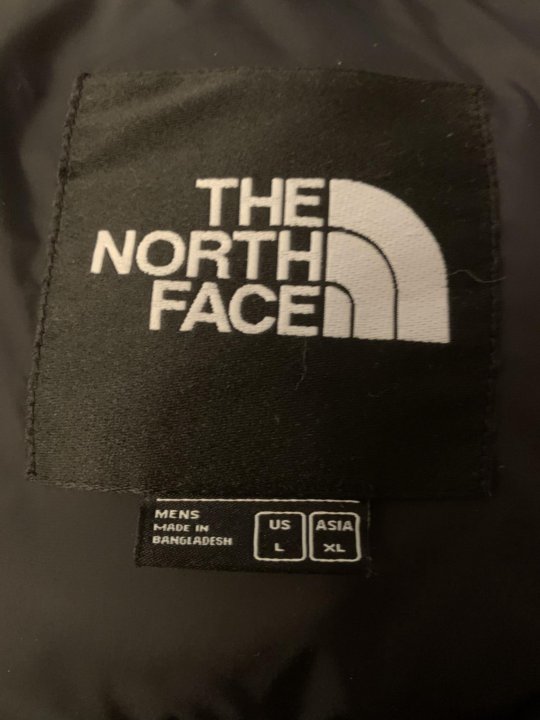 THE
NORTH
FACE
MENS
MADE IN
BANGLADESH
US
L
ASIA
XL